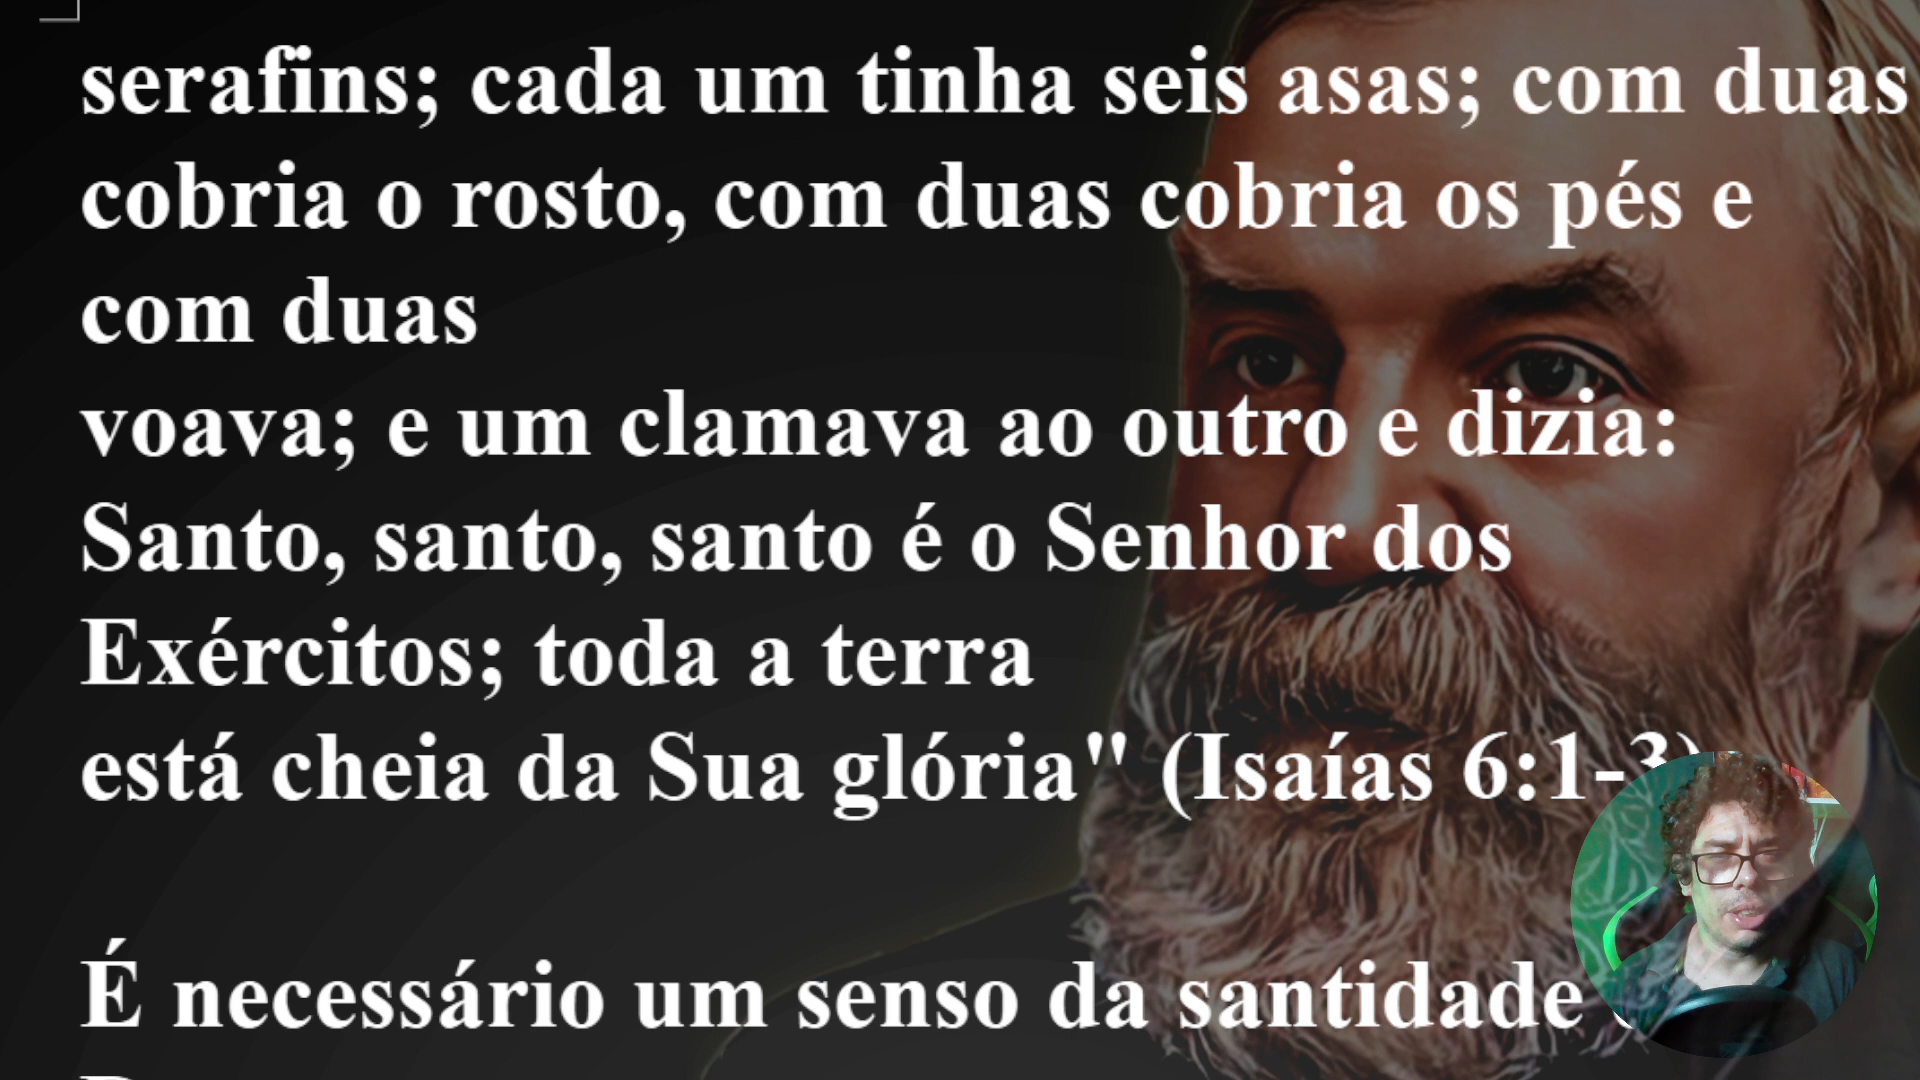 serafins; cada um tinha seis asas; com duas
cobria o rosto, com duas cobria os pés e
com duas
voava; e um clamava ao outro e dizia:
Santo, santo, santo é o Senhor dos
Exércitos; toda a terra
está cheia da Sua glória" (Isaías 6:1-3)
É necessário um senso da santidade